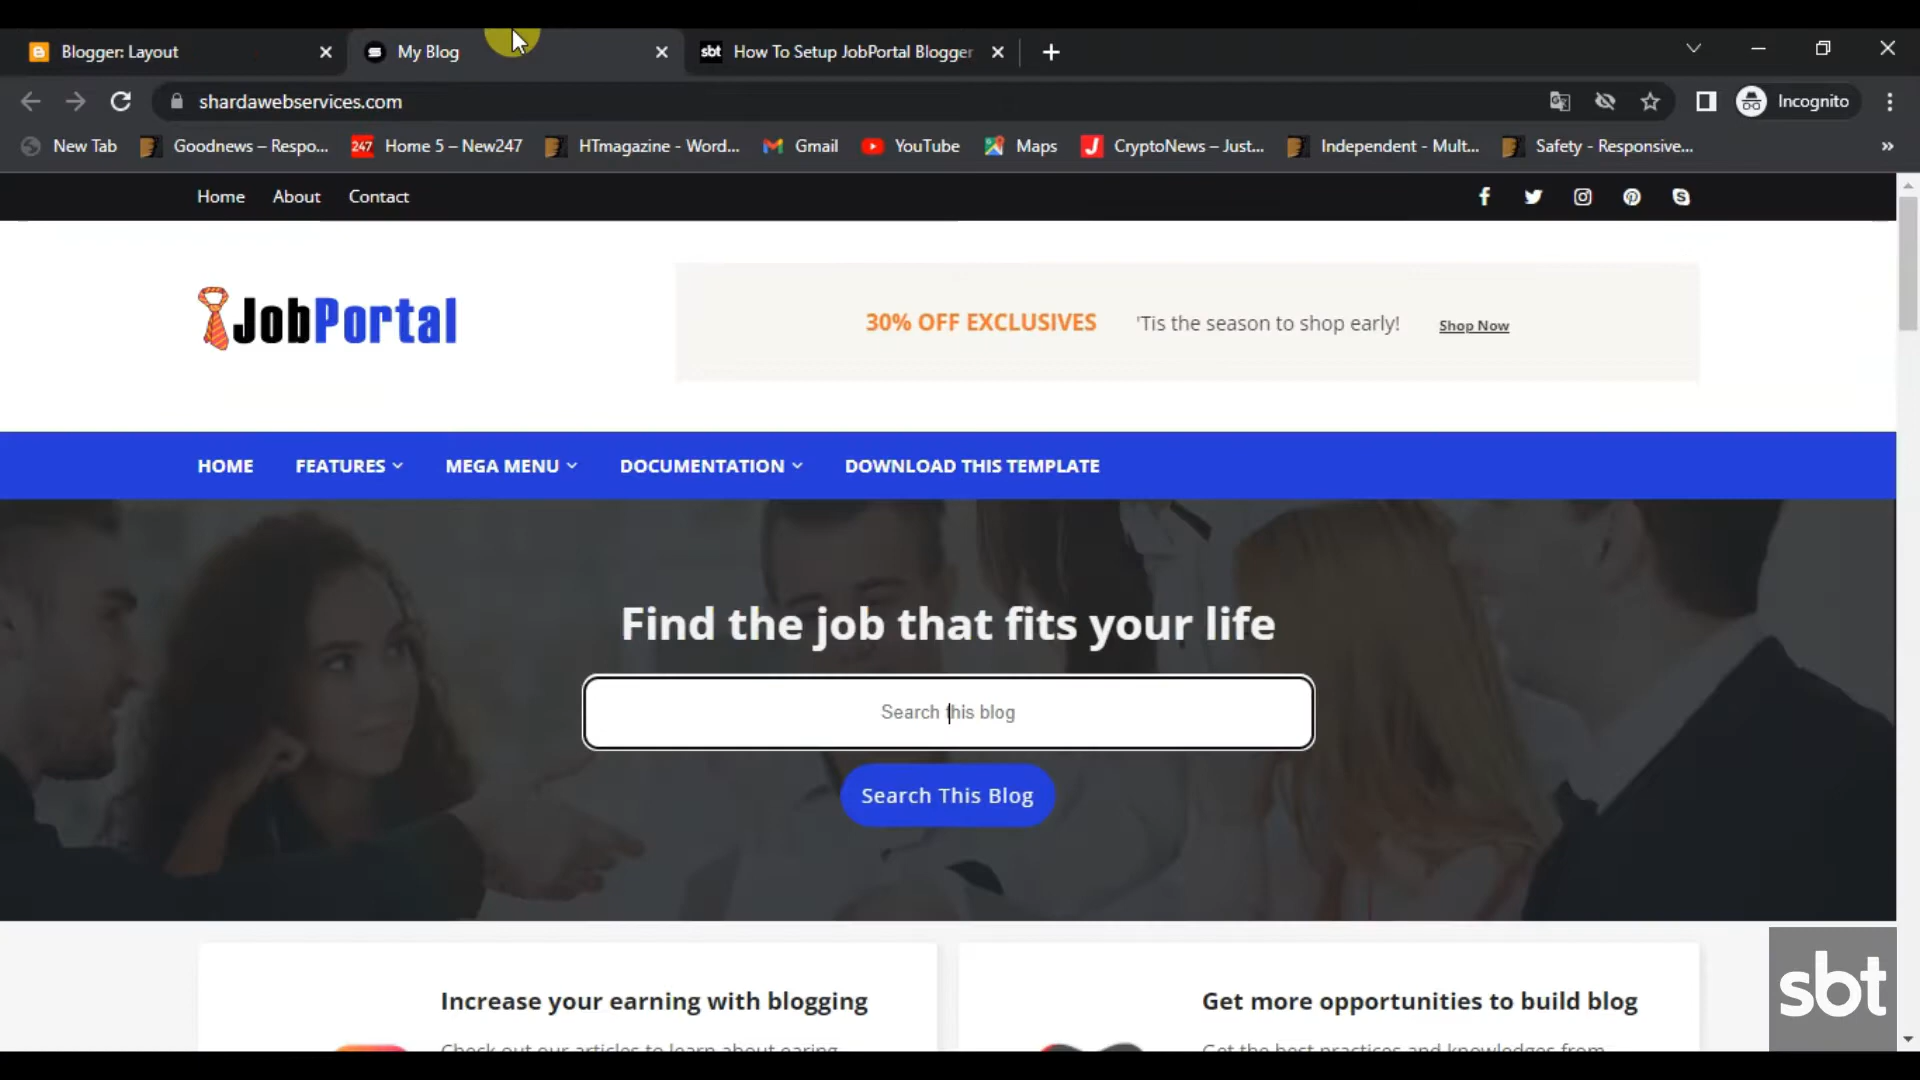 Blogger: Layout
My Blog
sbt How To Setup JobPortal Blogger
shardawebservices.com
Incognito
New Tab
Goodnews – Respo...
247 Home 5 – New247
HTmagazine - Word...
Gmail
YouTube
Maps
J CryptoNews – Just...
Independent - Mult...
Safety - Responsive...
»
Home About Contact
JobPortal
30% OFF EXCLUSIVES 'Tis the season to shop early! Shop Now
HOME FEATURES MEGA MENU DOCUMENTATION DOWNLOAD THIS TEMPLATE
Find the job that fits your life
Search this blog
Search This Blog
Increase your earning with blogging
Check out our articles to learn about earing
Get more opportunities to build blog
Get the best practices and knowledges from
sbt